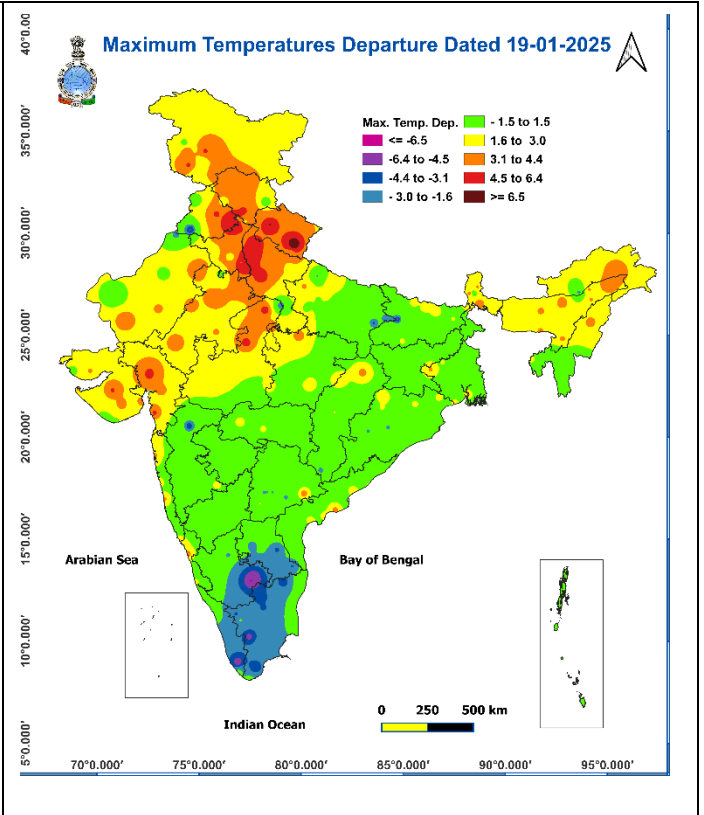 Maximum Temperatures Departure Dated 19-01-2025
Max. Temp. Dep.
<= -6.5
-6.4 to -4.5
-4.4 to -3.1
- 3.0 to -1.6
- 1.5 to 1.5
1.6 to 3.0
3.1 to 4.4
4.5 to 6.4
>= 6.5
40°0.00
35°0.000'
30°0.000'
25°0.000'
20°0.000'
15°0.000'
10°0.000'
5°0.000'
Arabian Sea
Bay of Bengal
Indian Ocean
0 250 500 km
70°0.000' 75°0.000' 80°0.000' 85°0.000' 90°0.000' 95°0.000'